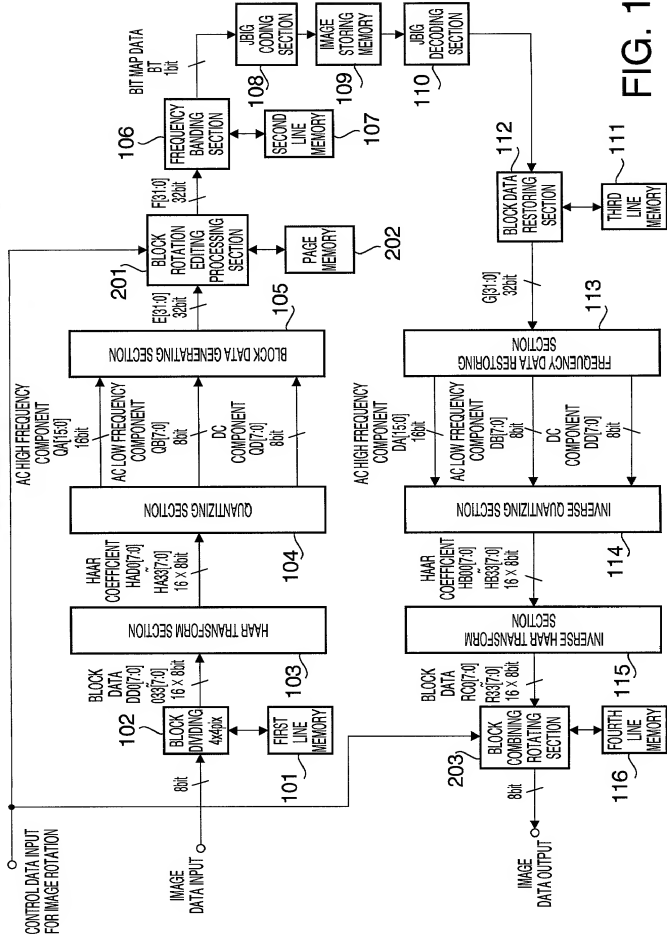 CONTROL DATA INPUT
FOR IMAGE ROTATION
IMAGE
DATA INPUT
8bit
102
BLOCK
DIVIDING
4x4pix
FIRST LINE
MEMORY
101
BLOCK
DATA
DD0[7:0]
~
033[7:0]
16 × 8bit
HAAR TRANSFORM SECTION
103
HAAR
COEFFICIENT
HAD0[7:0]
~
HA33[7:0]
16 × 8bit
QUANTIZING SECTION
104
AC HIGH FREQUENCY
COMPONENT
QA[15:0]
16bit
AC LOW FREQUENCY
COMPONENT
QB[7:0]
8bit
DC
COMPONENT
QD[7:0]
8bit
BLOCK DATA GENERATING SECTION
105
E[31:0]
32bit
201
BLOCK
ROTATION
EDITING
PROCESSING
SECTION
PAGE
MEMORY
202
F[31:0]
32bit
106
FREQUENCY
BANDING
SECTION
SECOND LINE
MEMORY
107
BIT MAP DATA
BT
1bit
JBIG
CODING
SECTION
108
IMAGE
STORING
MEMORY
109
JBIG
DECODING
SECTION
110
112
BLOCK DATA
RESTORING
SECTION
THIRD LINE
MEMORY
111
G[31:0]
32bit
FREQUENCY DATA RESTORING
SECTION
113
AC HIGH FREQUENCY
COMPONENT
DA[15:0]
16bit
AC LOW FREQUENCY
COMPONENT
DB[7:0]
8bit
DC
COMPONENT
DD[7:0]
8bit
INVERSE QUANTIZING SECTION
114
HAAR
COEFFICIENT
HB00[7:0]
~
HB33[7:0]
16 × 8bit
INVERSE HAAR TRANSFORM
SECTION
115
BLOCK
DATA
RC0[7:0]
~
R33[7:0]
16 × 8bit
BLOCK
COMBINING
ROTATING
SECTION
203
FOURTH
LINE
MEMORY
116
8bit
IMAGE
DATA OUTPUT
FIG. 1